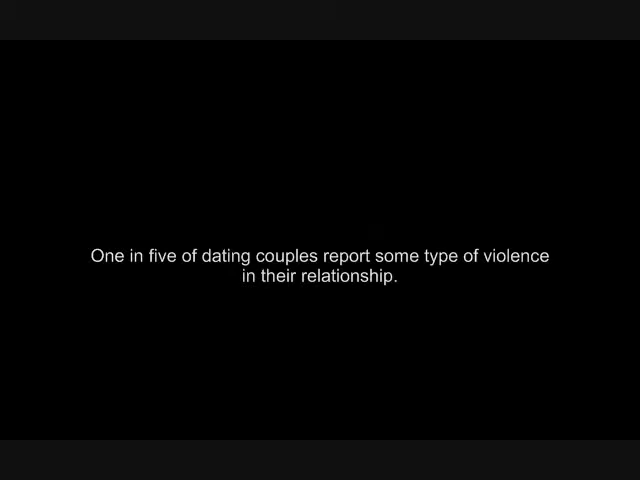 One in five of dating couples report some type of violence
in their relationship.